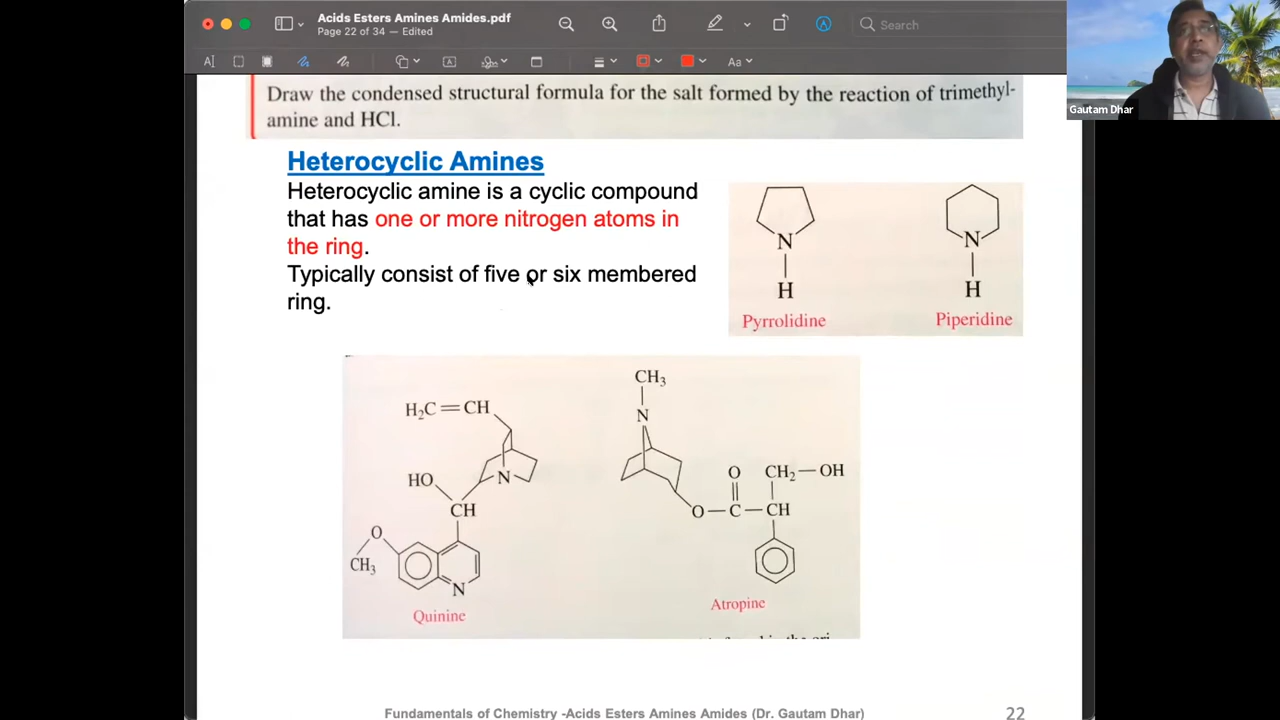 Acids Esters Amines Amides.pdf
Page 22 of 34 — Edited
Search
Aa
Gautam Dhar
Draw the condensed structural formula for the salt formed by the reaction of trimethyl-
amine and HCl.
Heterocyclic Amines
Heterocyclic amine is a cyclic compound
that has one or more nitrogen atoms in
the ring.
Typically consist of five or six membered
ring.
N
H
Pyrrolidine
N
H
Piperidine
H₂C=CH
HO
N
CH
O
CH₃
N
Quinine
CH₃
N
O CH₂—OH
O—C—CH
Atropine
Fundamentals of Chemistry -Acids Esters Amines Amides (Dr. Gautam Dhar)
22